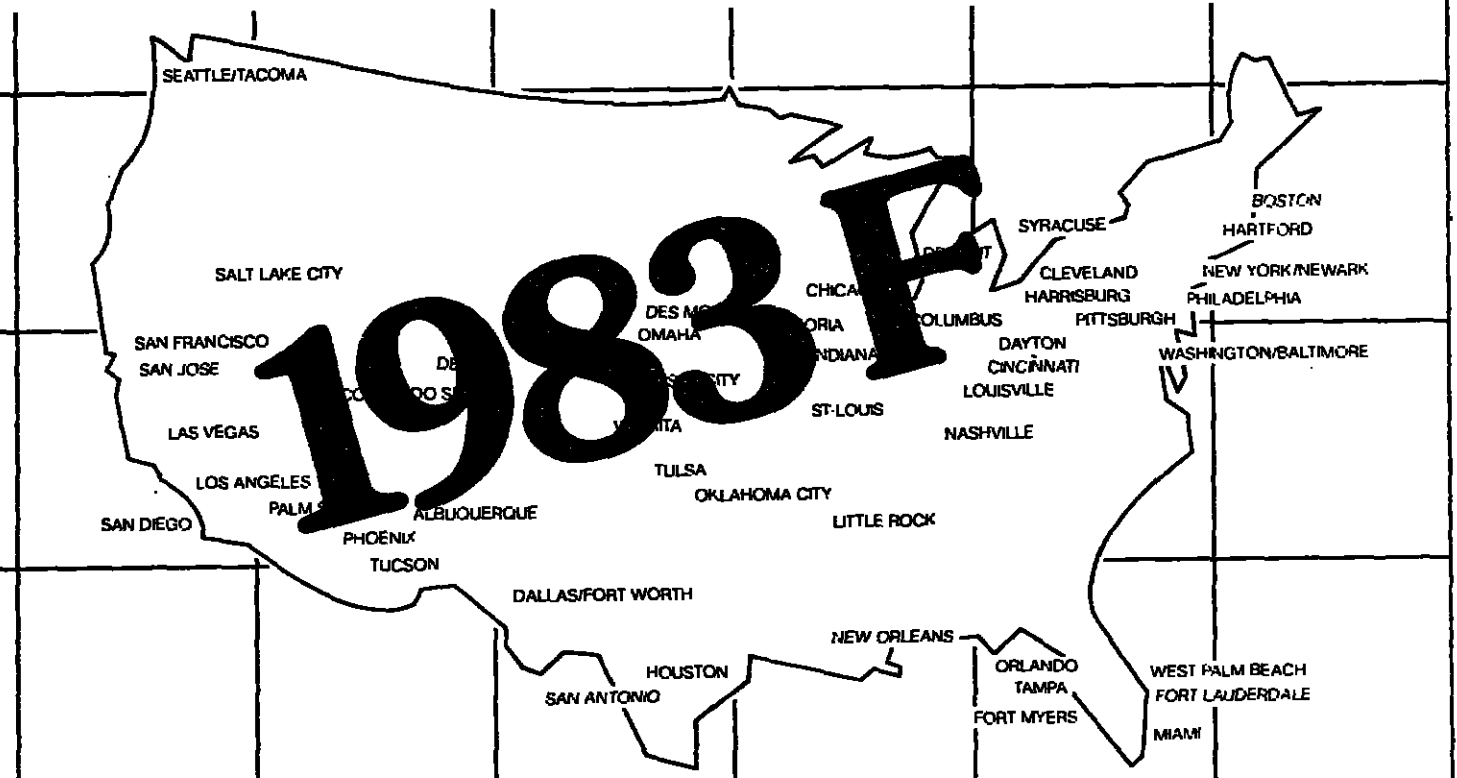 SEATTLE/TACOMA
BOSTON
SYRACUSE
HARTFORD
SALT LAKE CITY
CLEVELAND
NEW YORK/NEWARK
HARRISBURG
PHILADELPHIA
OMAHA
COLUMBUS
PITTSBURGH
SAN FRANCISCO
DAYTON
WASHINGTON/BALTIMORE
SAN JOSE
CINCINNATI
LOUISVILLE
1983 F
ST·LOUIS
LAS VEGAS
NASHVILLE
TULSA
LOS ANGELES
OKLAHOMA CITY
PALM
ALBUQUERQUE
SAN DIEGO
LITTLE ROCK
PHOENIX
TUCSON
DALLAS/FORT WORTH
NEW ORLEANS
HOUSTON
ORLANDO
WEST PALM BEACH
SAN ANTONIO
TAMPA
FORT LAUDERDALE
FORT MYERS
MIAMI